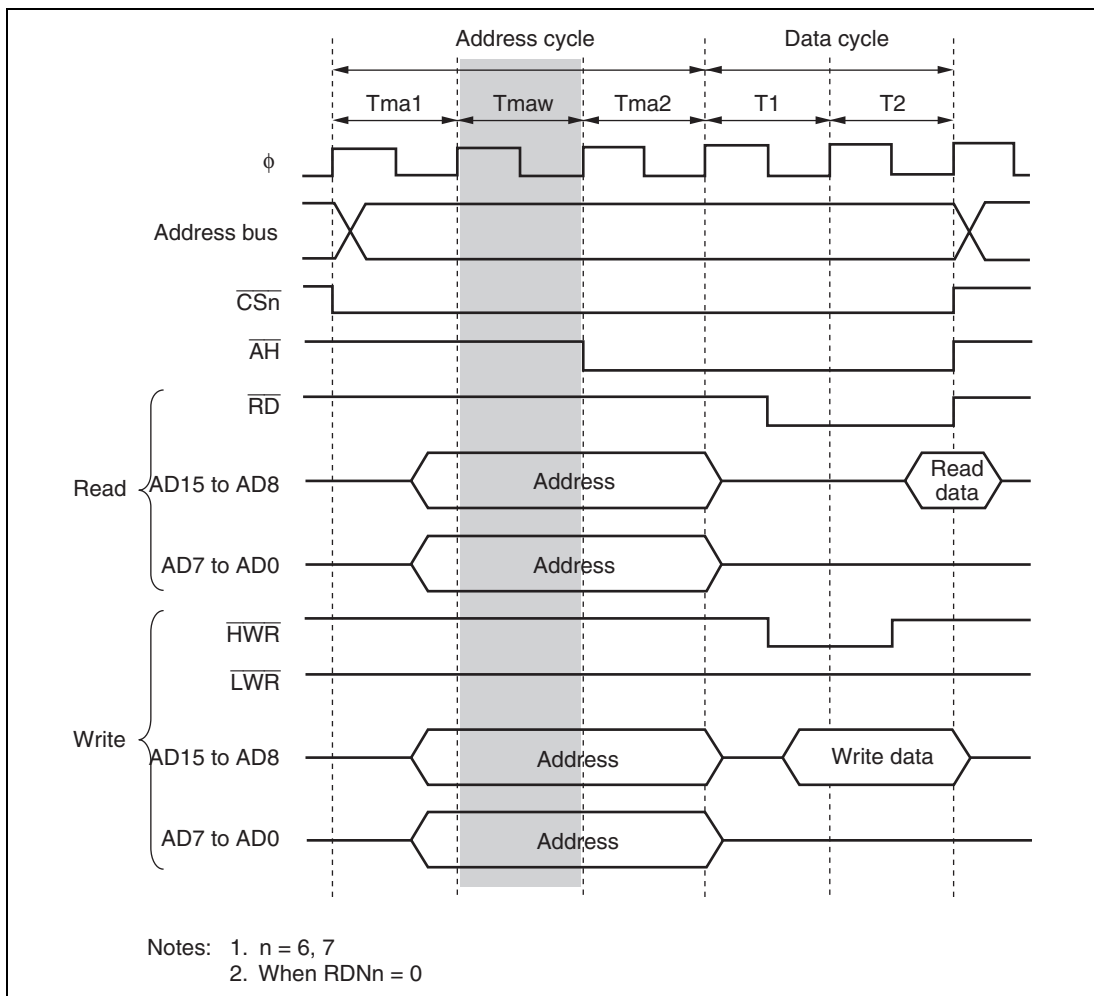 Address cycle Data cycle
Tma1 Tmaw Tma2 T1 T2
ϕ
Address bus
CSn
AH
RD
Read AD15 to AD8 Address Read data
AD7 to AD0 Address
HWR
LWR
Write AD15 to AD8 Address Write data
AD7 to AD0 Address
Notes: 1. n = 6, 7
2. When RDNn = 0